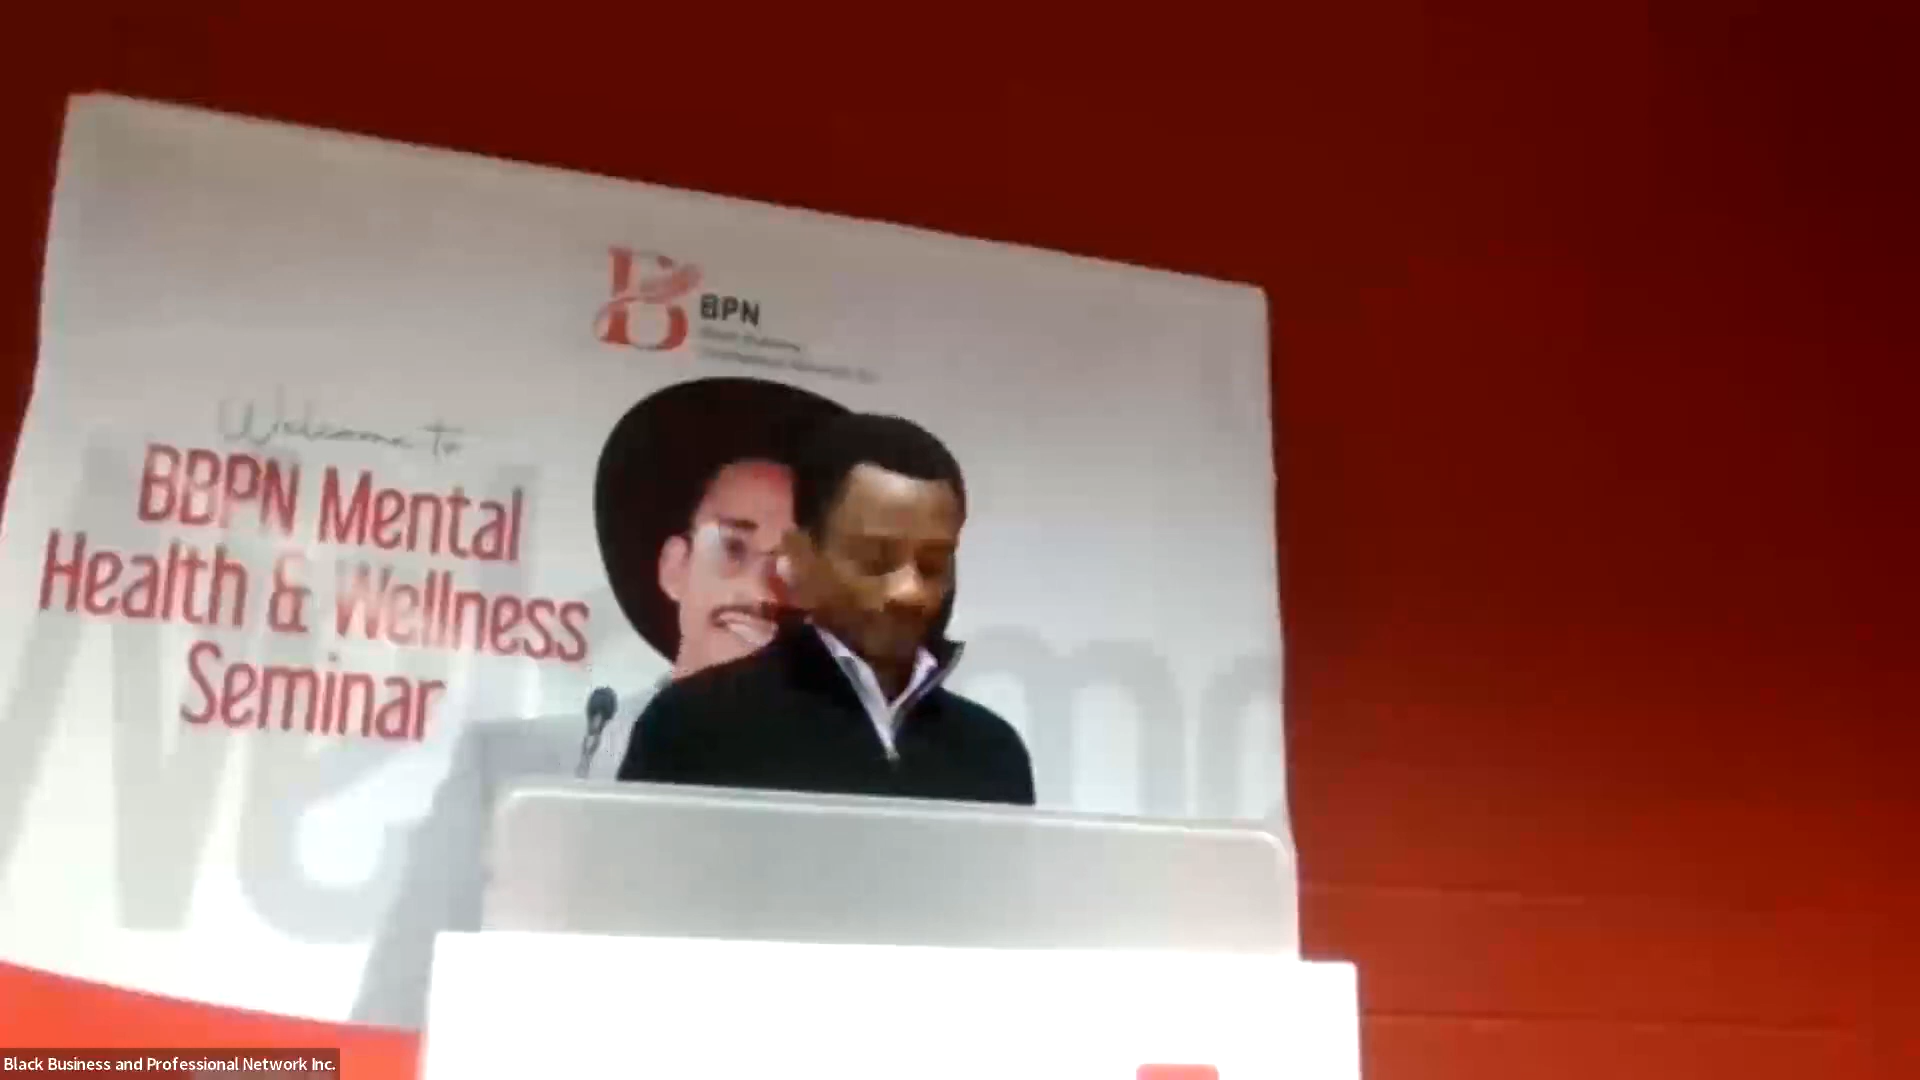 BPN
Welcome to
BBPN Mental
Health & Wellness
Seminar
Black Business and Professional Network Inc.